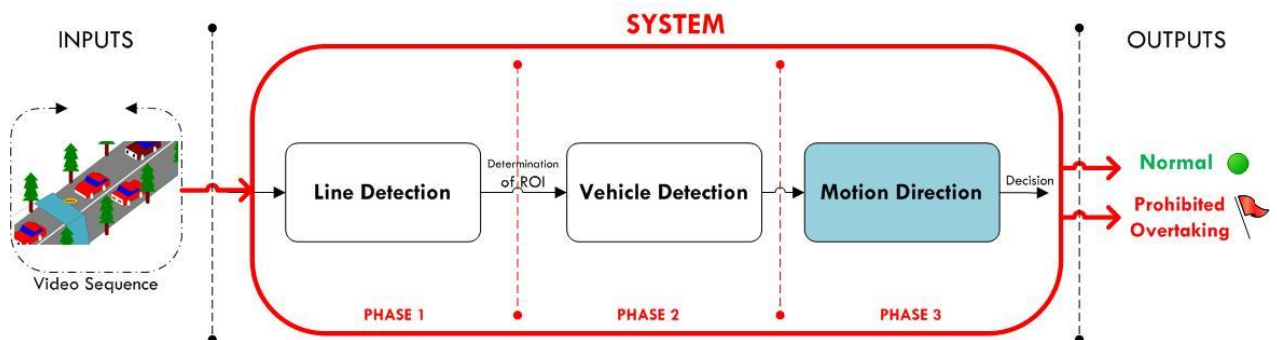 SYSTEM
INPUTS
OUTPUTS
Video Sequence
Line Detection
Determination
of ROI
Vehicle Detection
Motion Direction
Decision
Normal
Prohibited
Overtaking
PHASE 1
PHASE 2
PHASE 3